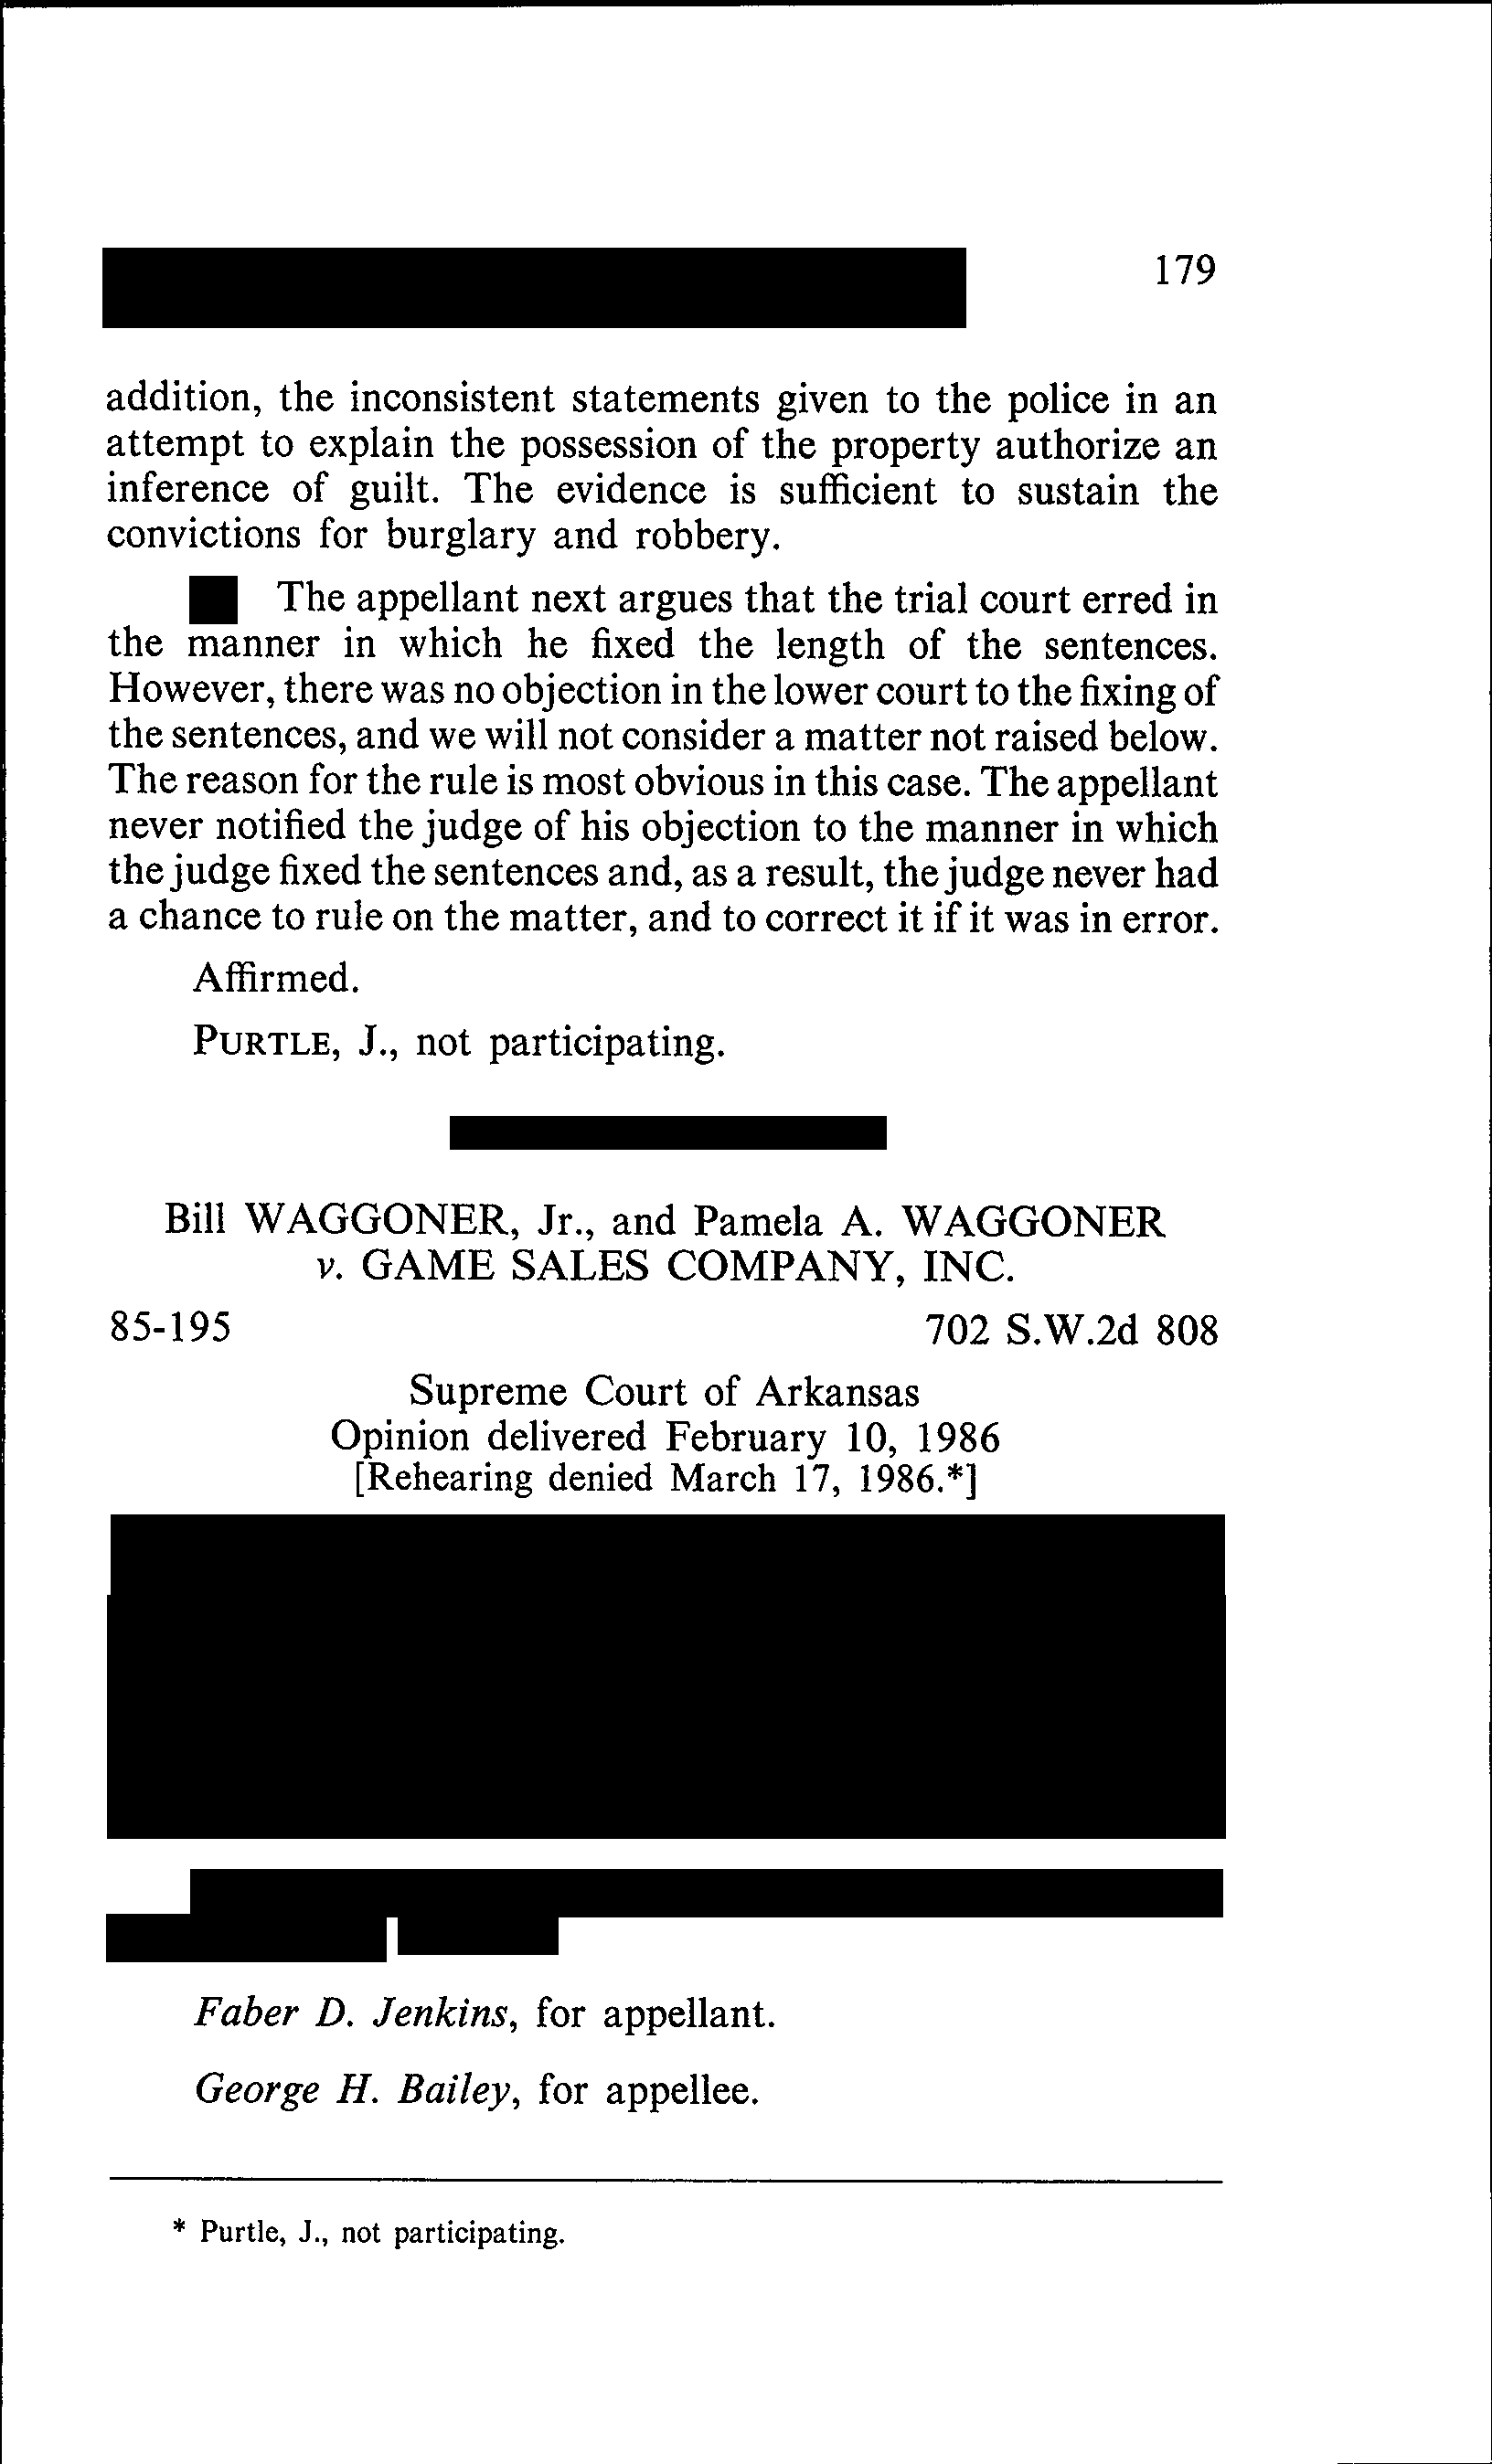 179
addition, the inconsistent statements given to the police in an
attempt to explain the possession of the property authorize an
inference of guilt. The evidence is sufficient to sustain the
convictions for burglary and robbery.
The appellant next argues that the trial court erred in
the manner in which he fixed the length of the sentences.
However, there was no objection in the lower court to the fixing of
the sentences, and we will not consider a matter not raised below.
The reason for the rule is most obvious in this case. The appellant
never notified the judge of his objection to the manner in which
the judge fixed the sentences and, as a result, the judge never had
a chance to rule on the matter, and to correct it if it was in error.
Affirmed.
PURTLE, J., not participating.
Bill WAGGONER, Jr., and Pamela A. WAGGONER
v. GAME SALES COMPANY, INC.
85-195 702 S.W.2d 808
Supreme Court of Arkansas
Opinion delivered February 10, 1986
[Rehearing denied March 17, 1986.*]
Faber D. Jenkins, for appellant.
George H. Bailey, for appellee.
* Purtle, J., not participating.